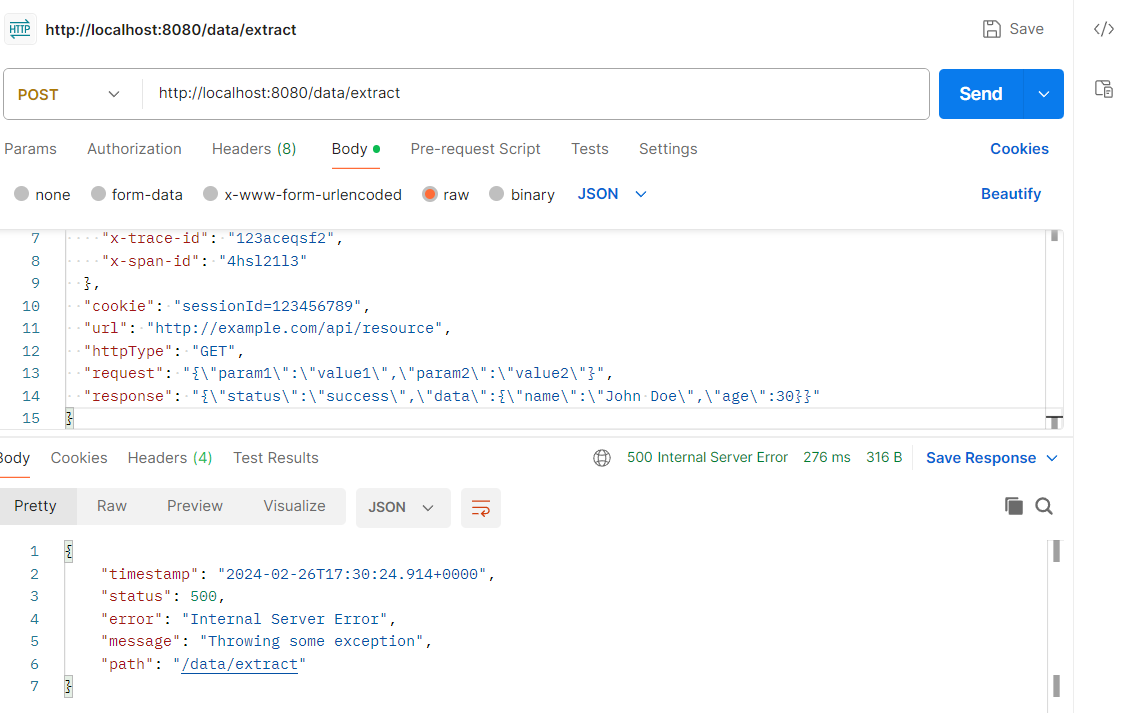 HTTP http://localhost:8080/data/extract Save </>
POST http://localhost:8080/data/extract Send
Params Authorization Headers (8) Body Pre-request Script Tests Settings Cookies
none form-data x-www-form-urlencoded raw binary JSON Beautify
7 "x-trace-id": "123aceqsf2",
8 "x-span-id": "4hsl21l3"
9 },
10 "cookie": "sessionId=123456789",
11 "url": "http://example.com/api/resource",
12 "httpType": "GET",
13 "request": "{\"param1\":\"value1\",\"param2\":\"value2\"}",
14 "response": "{\"status\":\"success\",\"data\":{\"name\":\"John Doe\",\"age\":30}}"
15 }
Body Cookies Headers (4) Test Results 500 Internal Server Error 276 ms 316 B Save Response
Pretty Raw Preview Visualize JSON
1 {
2 "timestamp": "2024-02-26T17:30:24.914+0000",
3 "status": 500,
4 "error": "Internal Server Error",
5 "message": "Throwing some exception",
6 "path": "/data/extract"
7 }